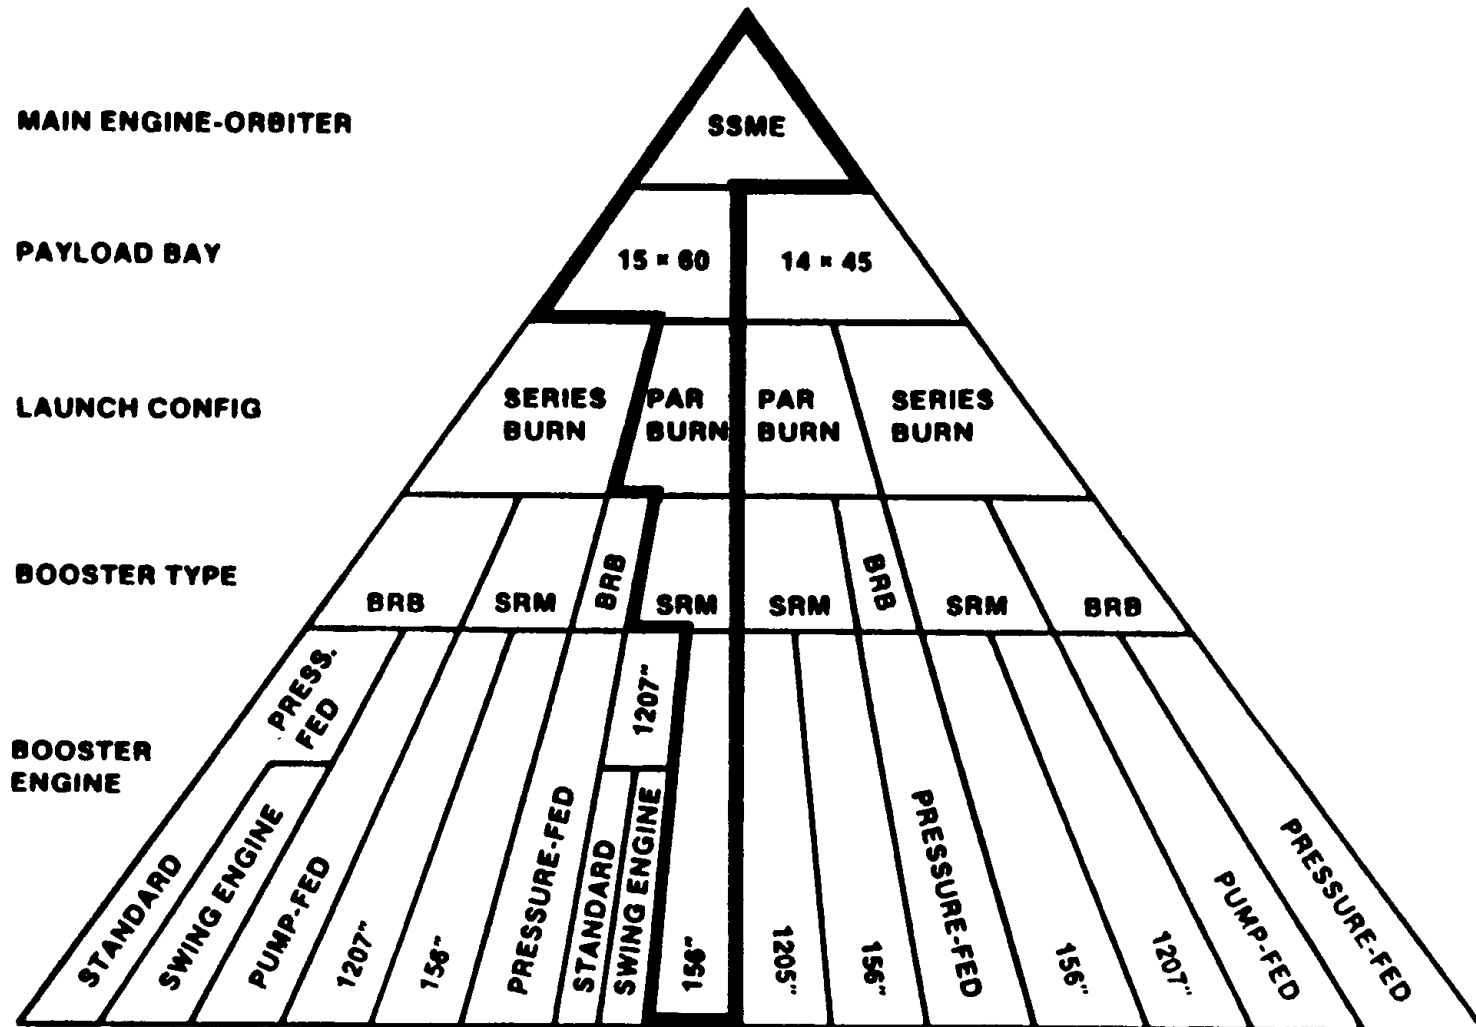 MAIN ENGINE-ORBITER
SSME
PAYLOAD BAY
15 × 60
14 × 45
LAUNCH CONFIG
SERIES
BURN
PAR
BURN
PAR
BURN
SERIES
BURN
BOOSTER TYPE
BRB
SRM
BRB
SRM
SRM
BRB
SRM
BRB
BOOSTER
ENGINE
PRESS.
FED
STANDARD
SWING ENGINE
PUMP-FED
1207"
156"
PRESSURE-FED
1207"
STANDARD
SWING ENGINE
156"
1205"
156"
PRESSURE-FED
156"
1207"
PUMP-FED
PRESSURE-FED